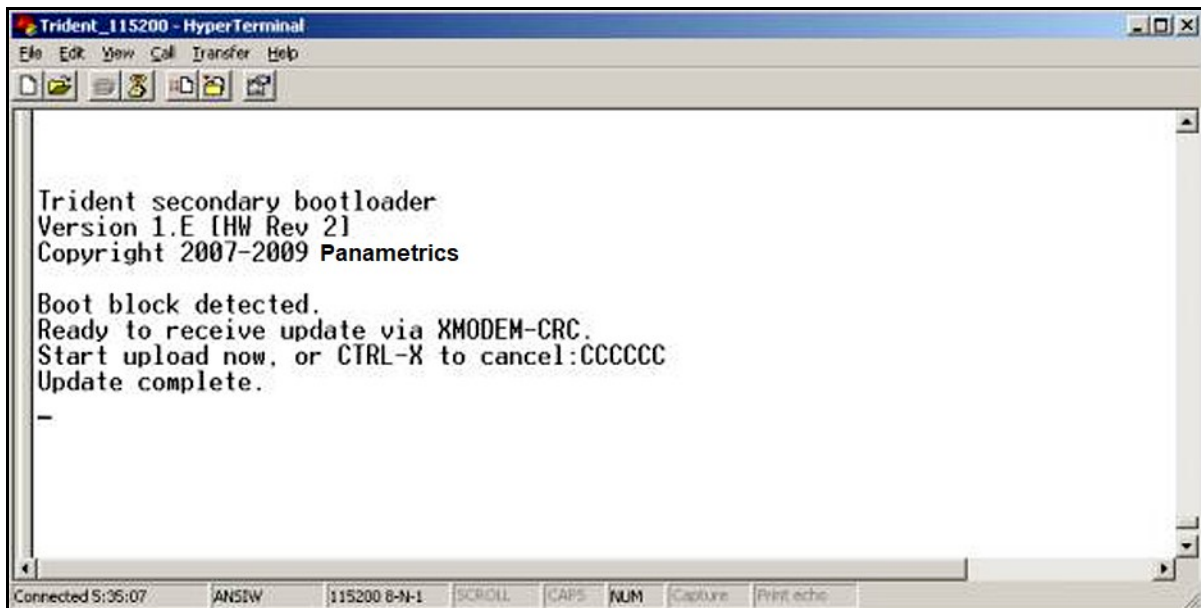 Trident_115200 - HyperTerminal
File Edit View Call Transfer Help
Trident secondary bootloader
Version 1.E [HW Rev 2]
Copyright 2007-2009 Panametrics
Boot block detected.
Ready to receive update via XMODEM-CRC.
Start upload now, or CTRL-X to cancel:CCCCCC
Update complete.
Connected 5:35:07 ANSIW 115200 8-N-1 SCROLL CAPS NUM Capture Print echo